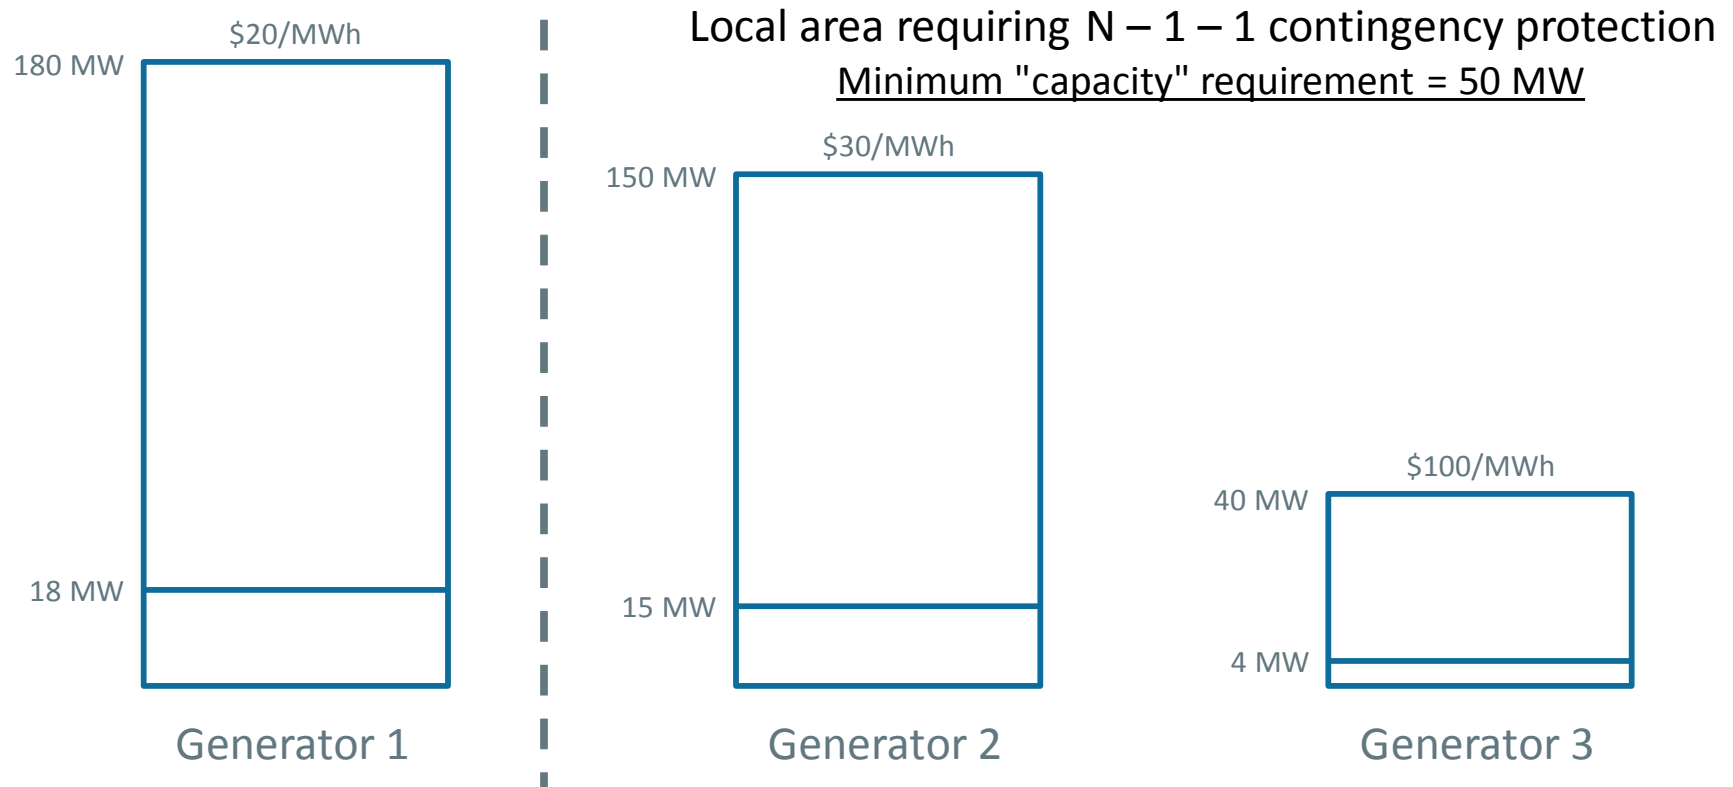 Local area requiring N – 1 – 1 contingency protection
Minimum "capacity" requirement = 50 MW
$20/MWh
180 MW
18 MW
Generator 1
$30/MWh
150 MW
15 MW
Generator 2
$100/MWh
40 MW
4 MW
Generator 3